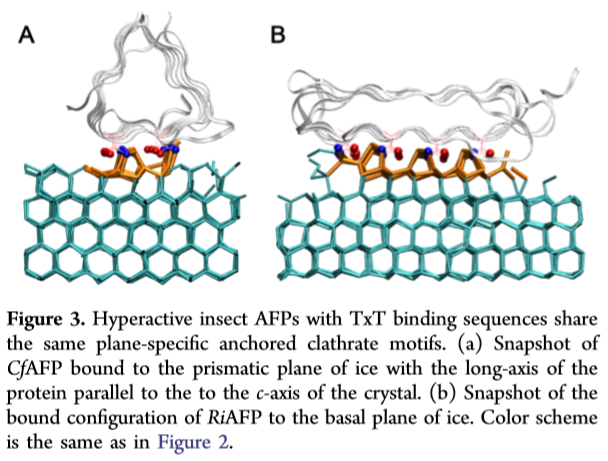 A
B
Figure 3. Hyperactive insect AFPs with TxT binding sequences share
the same plane-specific anchored clathrate motifs. (a) Snapshot of
CfAFP bound to the prismatic plane of ice with the long-axis of the
protein parallel to the to the c-axis of the crystal. (b) Snapshot of the
bound configuration of RiAFP to the basal plane of ice. Color scheme
is the same as in Figure 2.